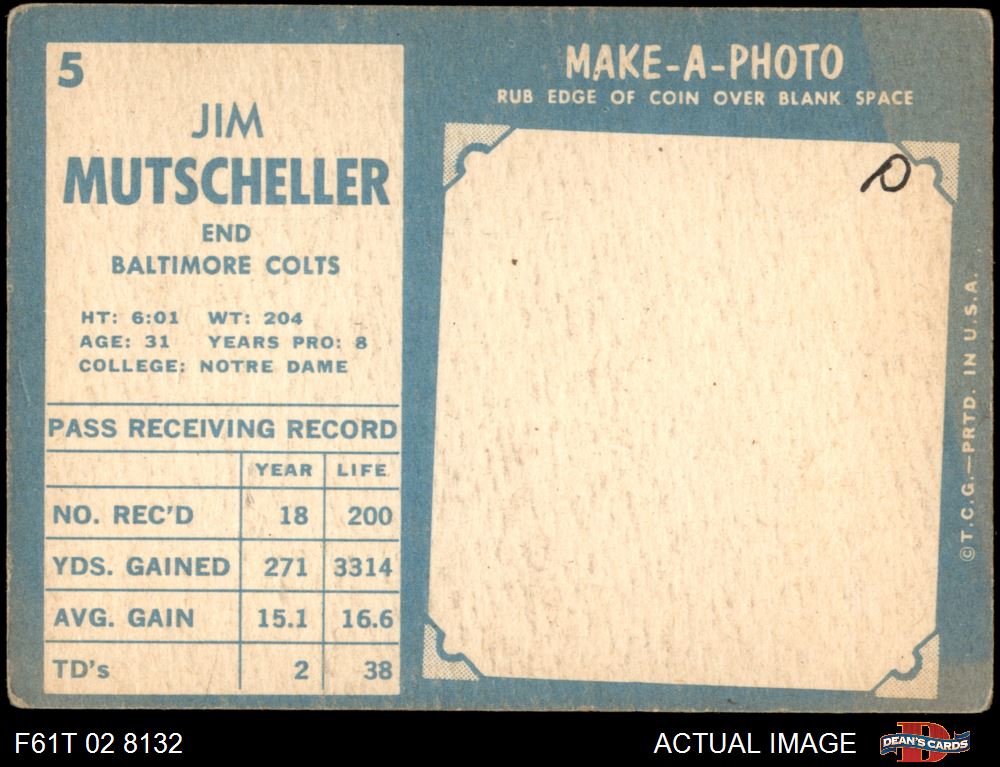 5
JIM
MUTSCHELLER
END
BALTIMORE COLTS
HT: 6:01 WT: 204
AGE: 31 YEARS PRO: 8
COLLEGE: NOTRE DAME
PASS RECEIVING RECORD
YEAR LIFE
NO. REC'D 18 200
YDS. GAINED 271 3314
AVG. GAIN 15.1 16.6
TD's 2 38
MAKE-A-PHOTO
RUB EDGE OF COIN OVER BLANK SPACE
D
©T.C.G.—PRTD. IN U.S.A.
F61T 02 8132
ACTUAL IMAGE
DEAN'S CARDS